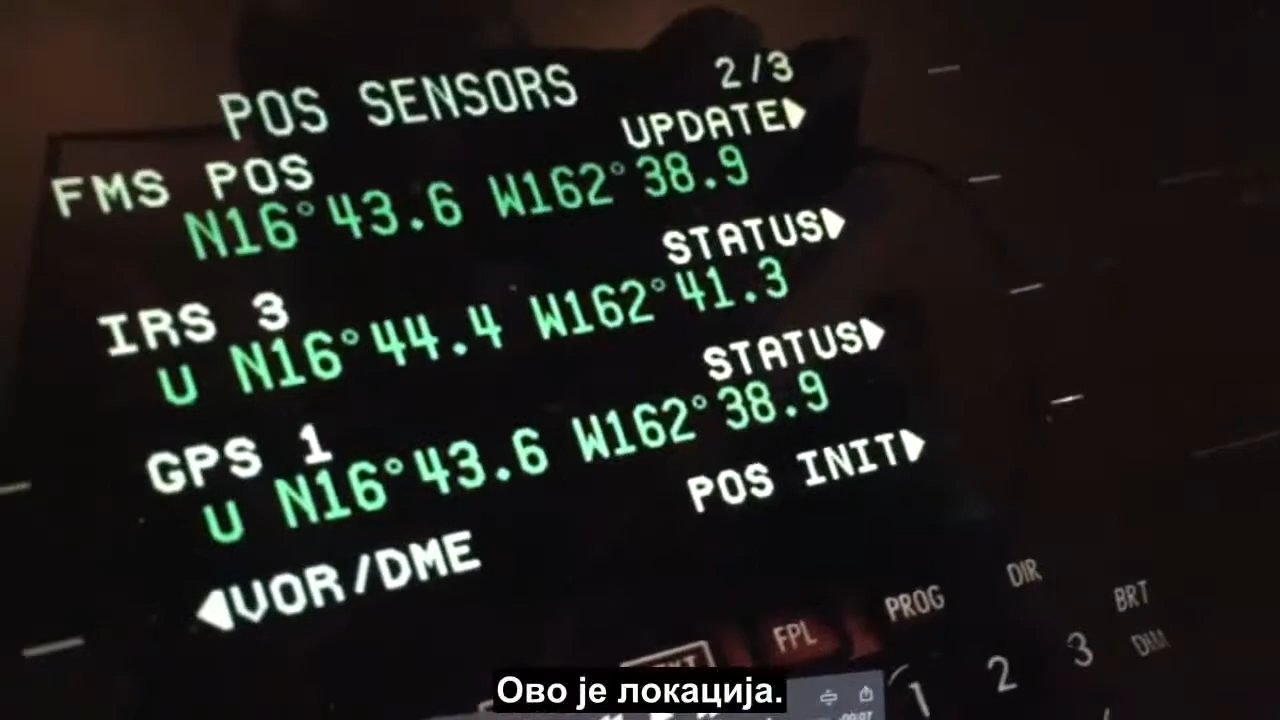 POS SENSORS 2/3
FMS POS UPDATE
N16°43.6 W162°38.9
IRS 3 STATUS
U N16°44.4 W162°41.3
GPS 1 STATUS
U N16°43.6 W162°38.9
POS INIT
VOR/DME
DIR
FPL PROG BRT
1 2 3 DIM
Ово је локација.